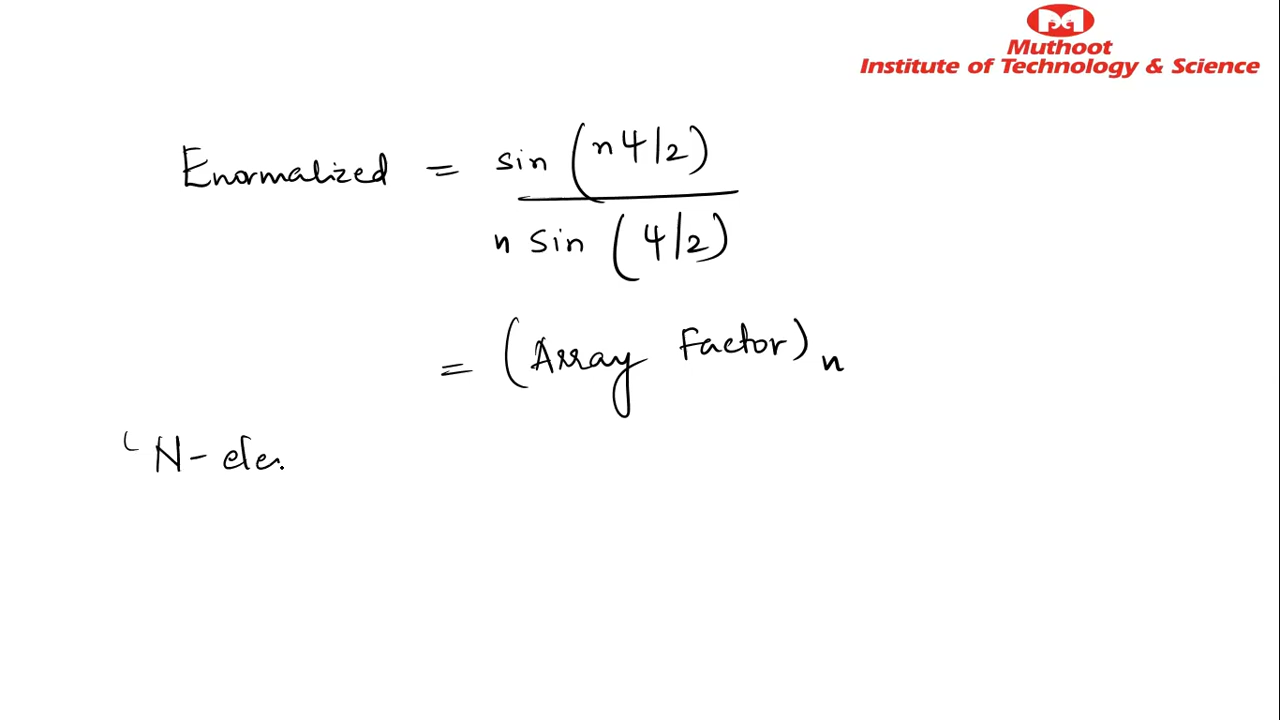 Muthoot
Institute of Technology & Science
Enormalized = sin (nψ/2)
n sin (ψ/2)
= (Array Factor)n
(N- ele